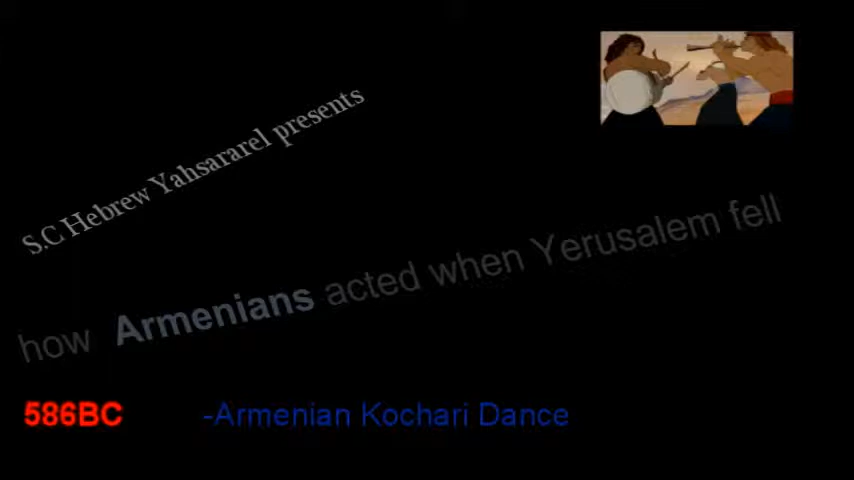 S.C Hebrew Yahsararel presents
how Armenians acted when Yerusalem fell
586BC -Armenian Kochari Dance